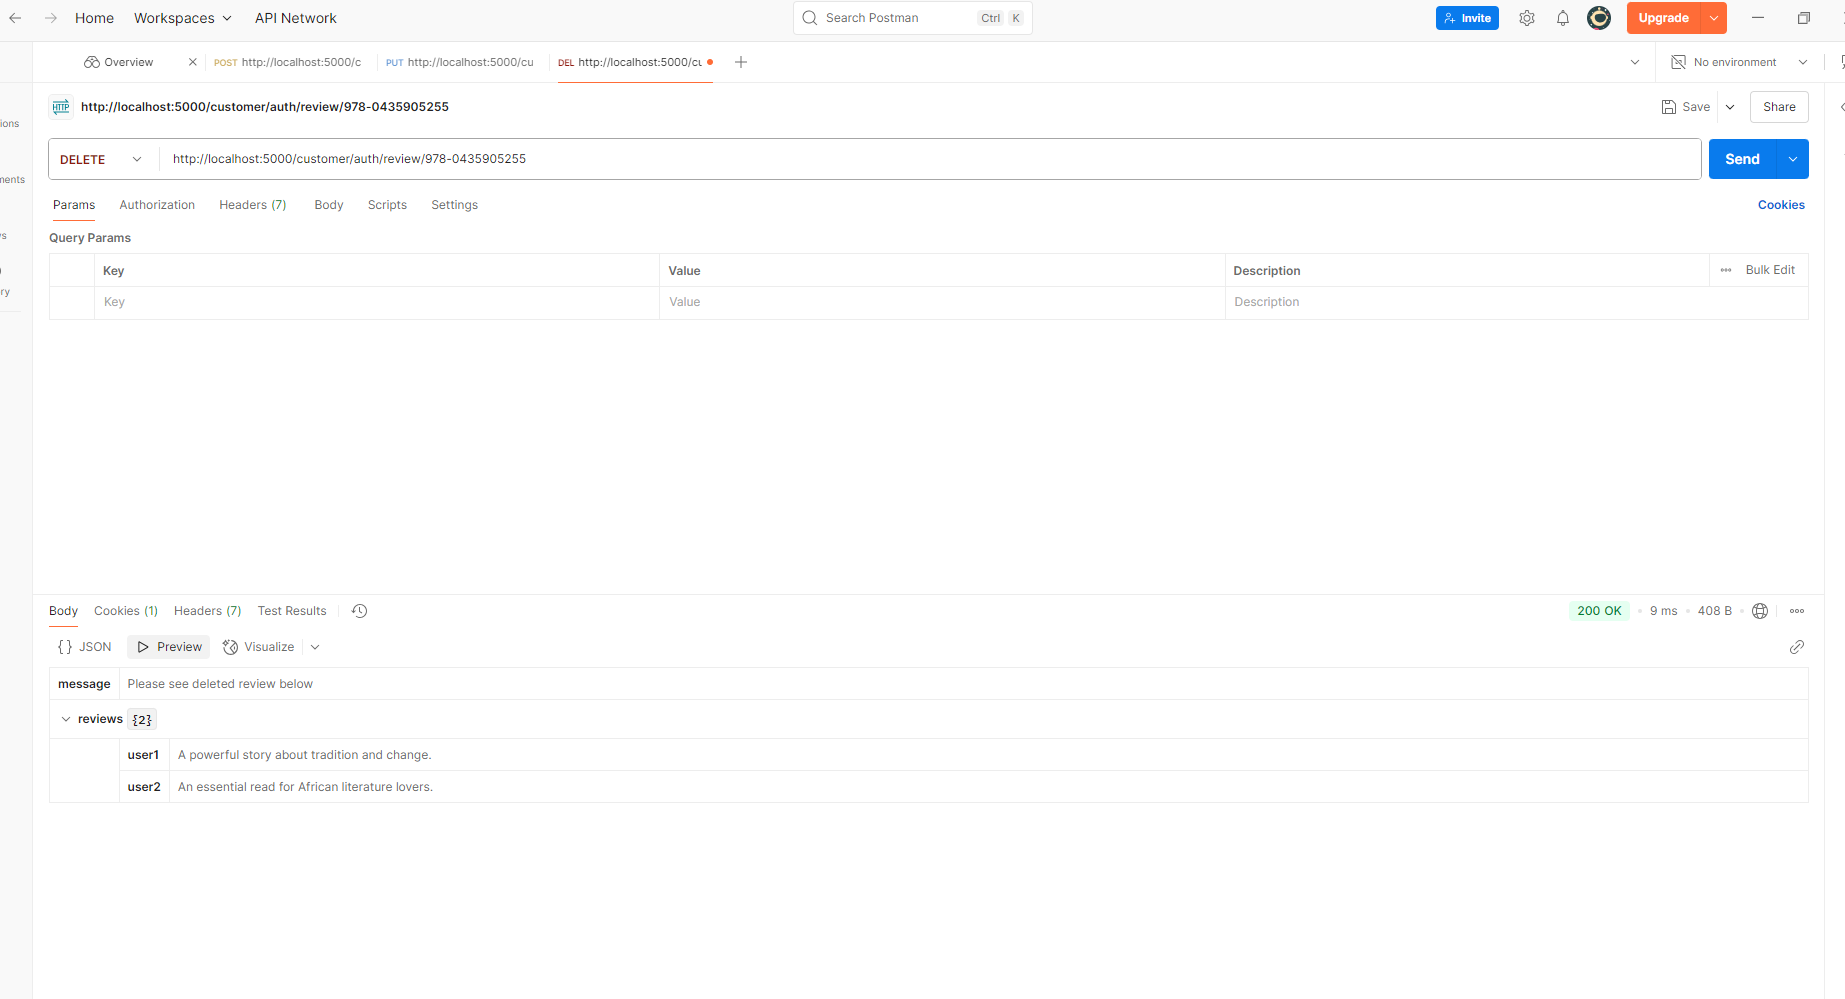 Home Workspaces API Network Search Postman Ctrl K Invite Upgrade
Overview POST http://localhost:5000/c PUT http://localhost:5000/cu DEL http://localhost:5000/cu No environment
HTTP http://localhost:5000/customer/auth/review/978-0435905255 Save Share
ions
DELETE http://localhost:5000/customer/auth/review/978-0435905255 Send
ments
Params Authorization Headers (7) Body Scripts Settings Cookies
Query Params
Key Value Description Bulk Edit
ry
Key Value Description
Body Cookies (1) Headers (7) Test Results 200 OK 9 ms 408 B
{} JSON Preview Visualize
message Please see deleted review below
reviews {2}
user1 A powerful story about tradition and change.
user2 An essential read for African literature lovers.